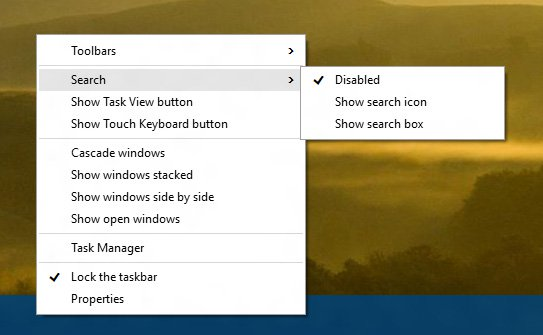 Toolbars
Search
Disabled
Show search icon
Show search box
Show Task View button
Show Touch Keyboard button
Cascade windows
Show windows stacked
Show windows side by side
Show open windows
Task Manager
Lock the taskbar
Properties